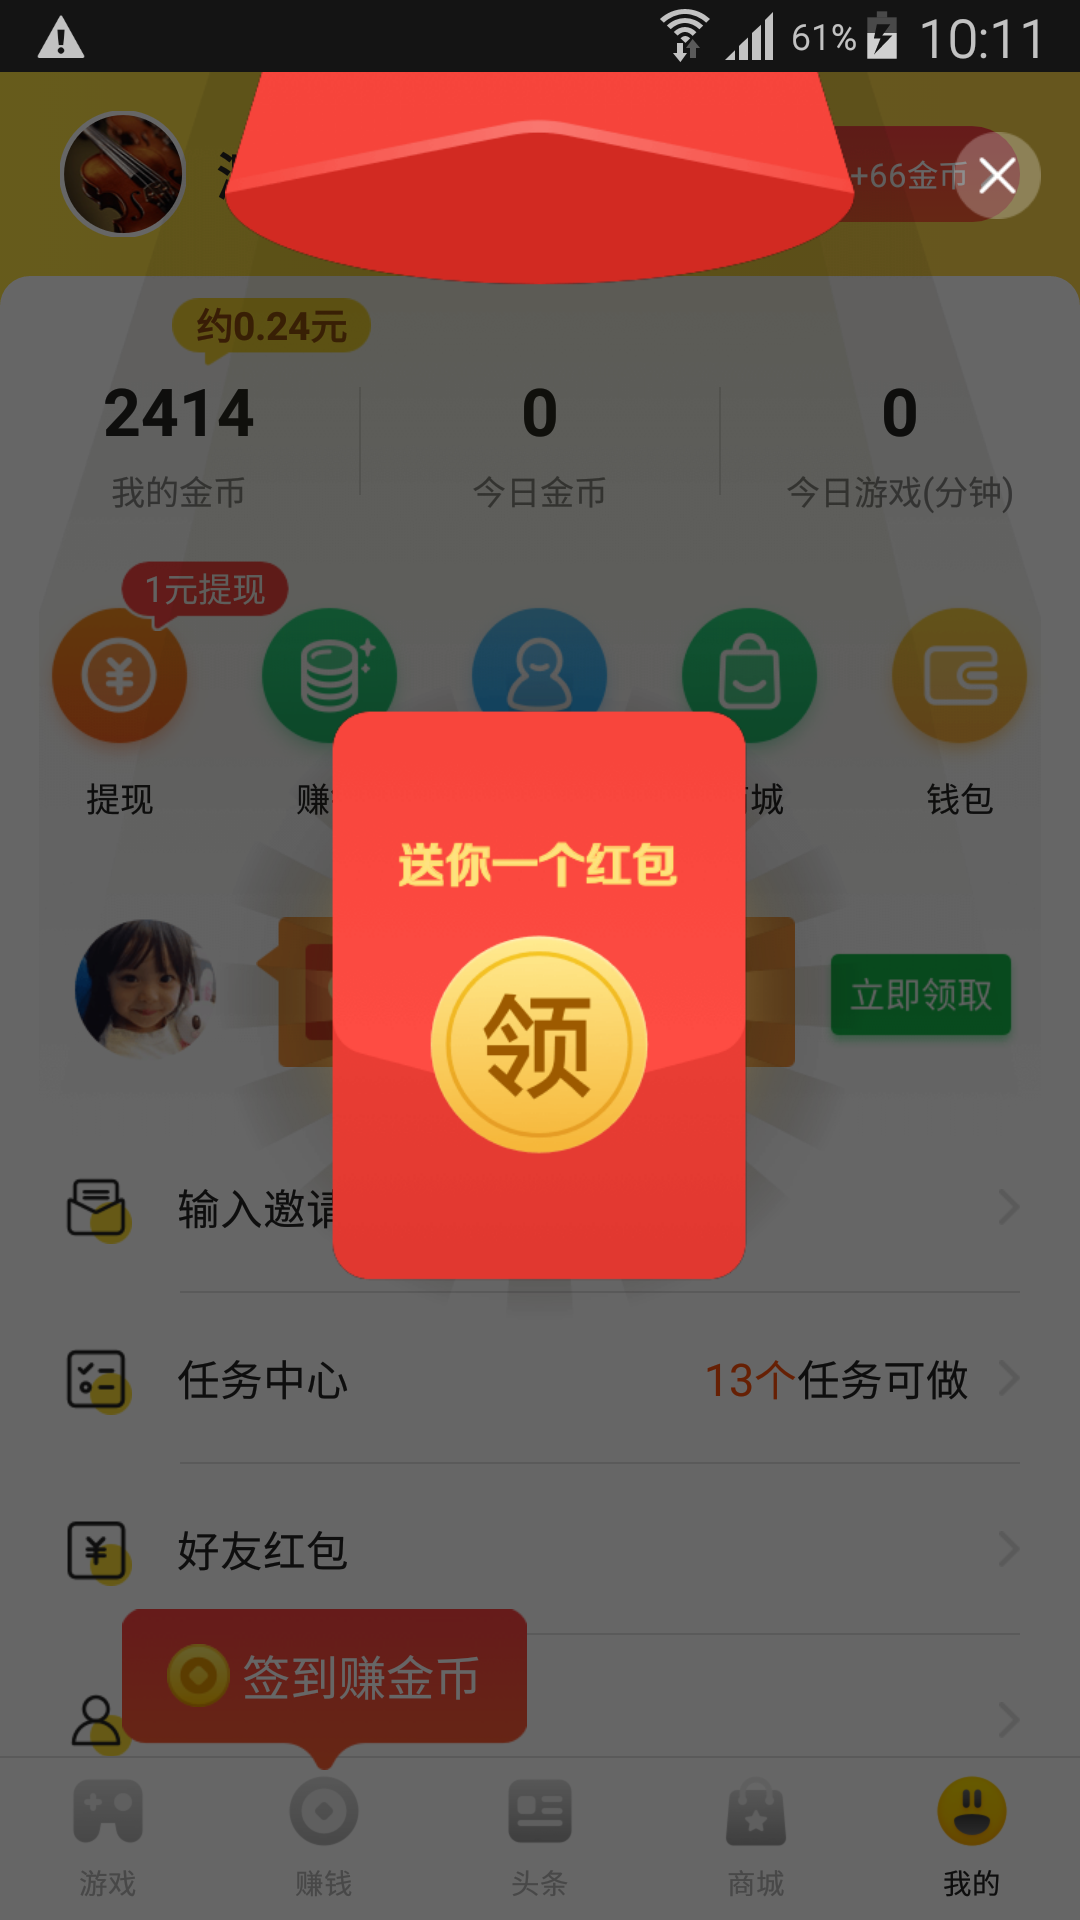 61% 10:11
+66金币
约0.24元
2414 0 0
我的金币 今日金币 今日游戏(分钟)
1元提现
提现 赚 城 钱包
送你一个红包
领
立即领取
输入邀请
任务中心 13个任务可做
好友红包
签到赚金币
游戏 赚钱 头条 商城 我的